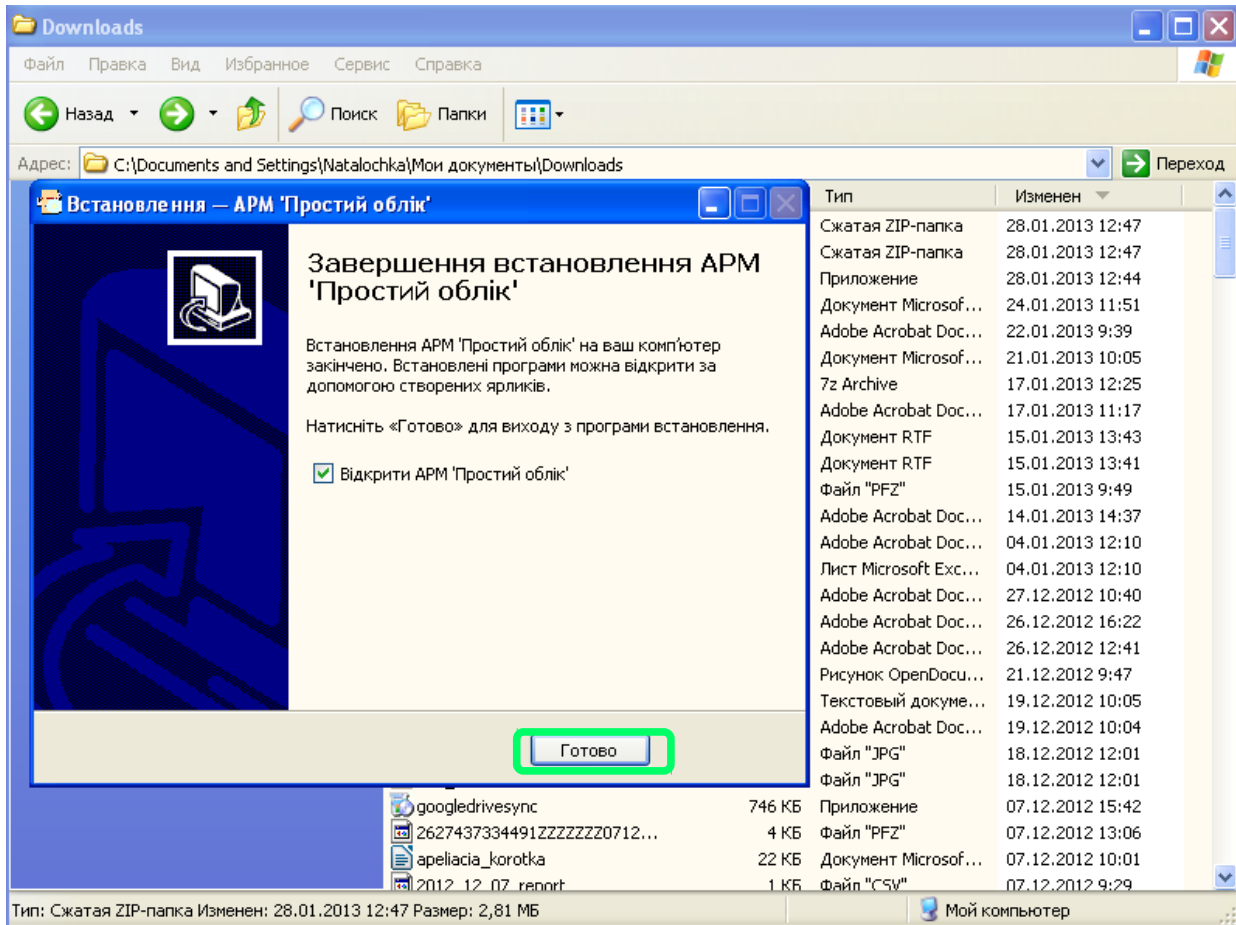 Downloads
Файл Правка Вид Избранное Сервис Справка
Назад Поиск Папки
Адрес: C:\Documents and Settings\Natalochka\Мои документы\Downloads Переход
Встановлення — АРМ 'Простий облік'
Завершення встановлення АРМ
'Простий облік'
Встановлення АРМ 'Простий облік' на ваш комп'ютер
закінчено. Встановлені програми можна відкрити за
допомогою створених ярликів.
Натисніть «Готово» для виходу з програми встановлення.
Відкрити АРМ 'Простий облік'
Готово
Тип Изменен
Сжатая ZIP-папка 28.01.2013 12:47
Сжатая ZIP-папка 28.01.2013 12:47
Приложение 28.01.2013 12:44
Документ Microsof... 24.01.2013 11:51
Adobe Acrobat Doc... 22.01.2013 9:39
Документ Microsof... 21.01.2013 10:05
7z Archive 17.01.2013 12:25
Adobe Acrobat Doc... 17.01.2013 11:17
Документ RTF 15.01.2013 13:43
Документ RTF 15.01.2013 13:41
Файл "PFZ" 15.01.2013 9:49
Adobe Acrobat Doc... 14.01.2013 14:37
Adobe Acrobat Doc... 04.01.2013 12:10
Лист Microsoft Exc... 04.01.2013 12:10
Adobe Acrobat Doc... 27.12.2012 10:40
Adobe Acrobat Doc... 26.12.2012 16:22
Adobe Acrobat Doc... 26.12.2012 12:41
Рисунок OpenDocu... 21.12.2012 9:47
Текстовый докуме... 19.12.2012 10:05
Adobe Acrobat Doc... 19.12.2012 10:04
Файл "JPG" 18.12.2012 12:01
Файл "JPG" 18.12.2012 12:01
googledrivesync 746 КБ Приложение 07.12.2012 15:42
2627437334491ZZZZZZZ0712... 4 КБ Файл "PFZ" 07.12.2012 13:06
apeliacia_korotka 22 КБ Документ Microsof... 07.12.2012 10:01
2012_12_07_report 1 КБ Файл "CSV" 07.12.2012 9:29
Тип: Сжатая ZIP-папка Изменен: 28.01.2013 12:47 Размер: 2,81 МБ Мой компьютер